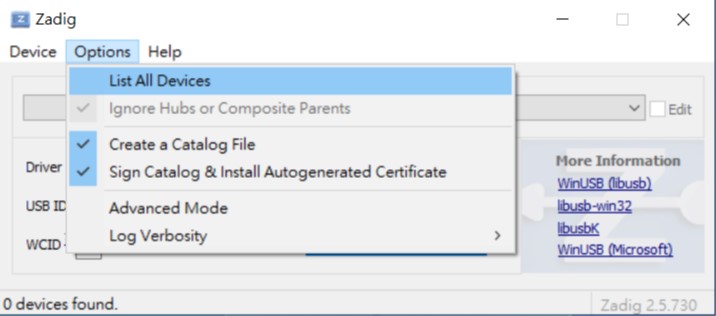 Zadig
Device Options Help
List All Devices
Ignore Hubs or Composite Parents
Edit
Create a Catalog File
Sign Catalog & Install Autogenerated Certificate
Driver
More Information
WinUSB (libusb)
USB ID
Advanced Mode
libusb-win32
Log Verbosity
libusbK
WCID
WinUSB (Microsoft)
0 devices found.
Zadig 2.5.730